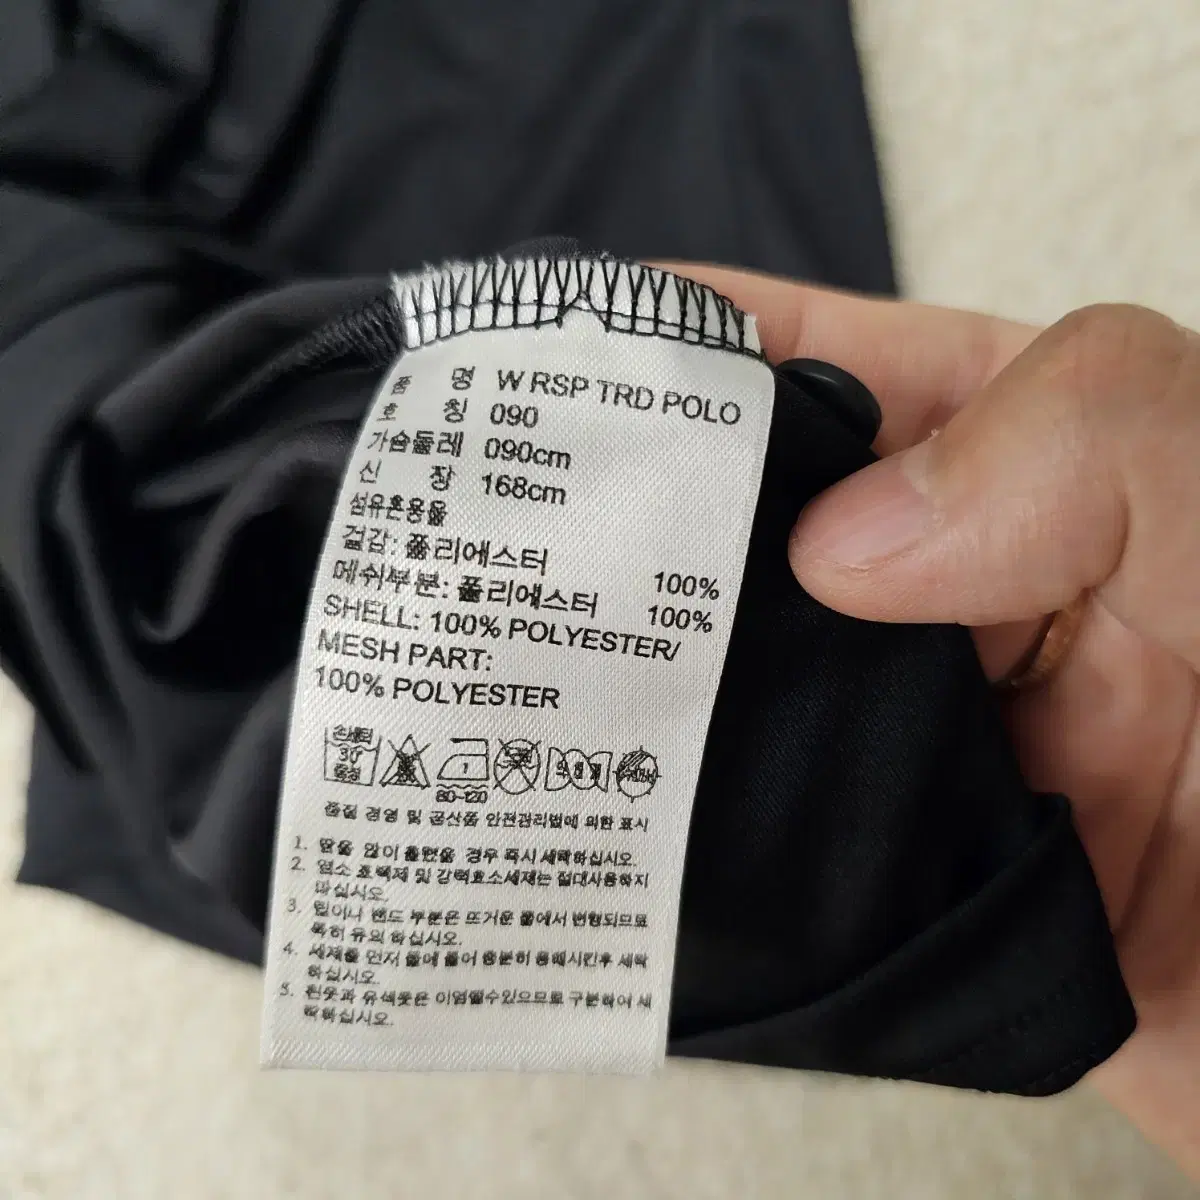 품 명 W RSP TRD POLO
호 칭 090
가슴둘레 090cm
신 장 168cm
섬유혼용율
겉감: 폴리에스터 100%
메쉬부분: 폴리에스터 100%
SHELL: 100% POLYESTER/
MESH PART:
100% POLYESTER
손세탁
30°
중성
1
80~120
품질 경영 및 공산품 안전관리법에 의한 표시
1. 땀을 많이 흘렸을 경우 즉시 세탁하십시오.
2. 염소 표백제 및 강력효소세제는 절대사용하지
마십시오.
3. 립이나 밴드 부분은 뜨거운 물에서 변형되므로
특히 유의 하십시오.
4. 세제를 먼저 물에 풀어 충분히 용해시킨후 세탁
하십시오.
5. 흰옷과 유색옷은 이염될수있으므로 구분하여 세
탁하십시오.